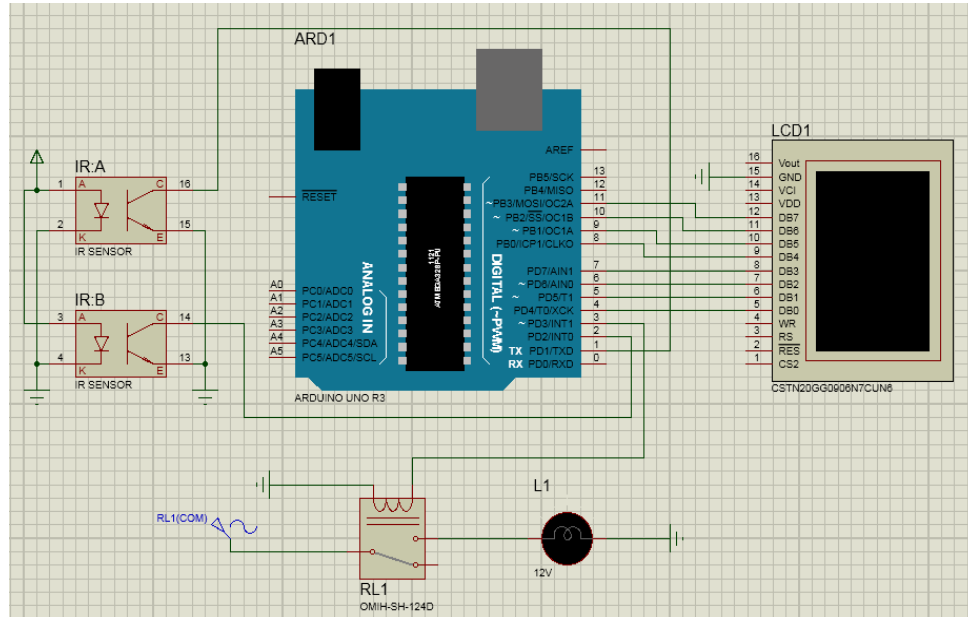 ARD1
LCD1
IR:A
1 A C 16
2 K E 15
IR SENSOR
IR:B
3 A C 14
4 K E 13
IR SENSOR
RESET
AREF
PB5/SCK 13
PB4/MISO 12
~PB3/MOSI/OC2A 11
~ PB2/SS/OC1B 10
~ PB1/OC1A 9
PB0/ICP1/CLKO 8
PD7/AIN1 7
~ PD6/AIN0 6
~ PD5/T1 5
PD4/T0/XCK 4
~ PD3/INT1 3
PD2/INT0 2
TX PD1/TXD 1
RX PD0/RXD 0
A0 PC0/ADC0
A1 PC1/ADC1
A2 PC2/ADC2
A3 PC3/ADC3
A4 PC4/ADC4/SDA
A5 PC5/ADC5/SCL
ANALOG IN
1121
ATMEGA328P-PU
DIGITAL (~PWM)
ARDUINO UNO R3
16 Vout
15 GND
14 VCI
13 VDD
12 DB7
11 DB6
10 DB5
9 DB4
8 DB3
7 DB2
6 DB1
5 DB0
4 WR
3 RS
2 RES
1 CS2
CSTN20GG0906N7CUN6
RL1(COM)
RL1
OMIH-SH-124D
L1
12V